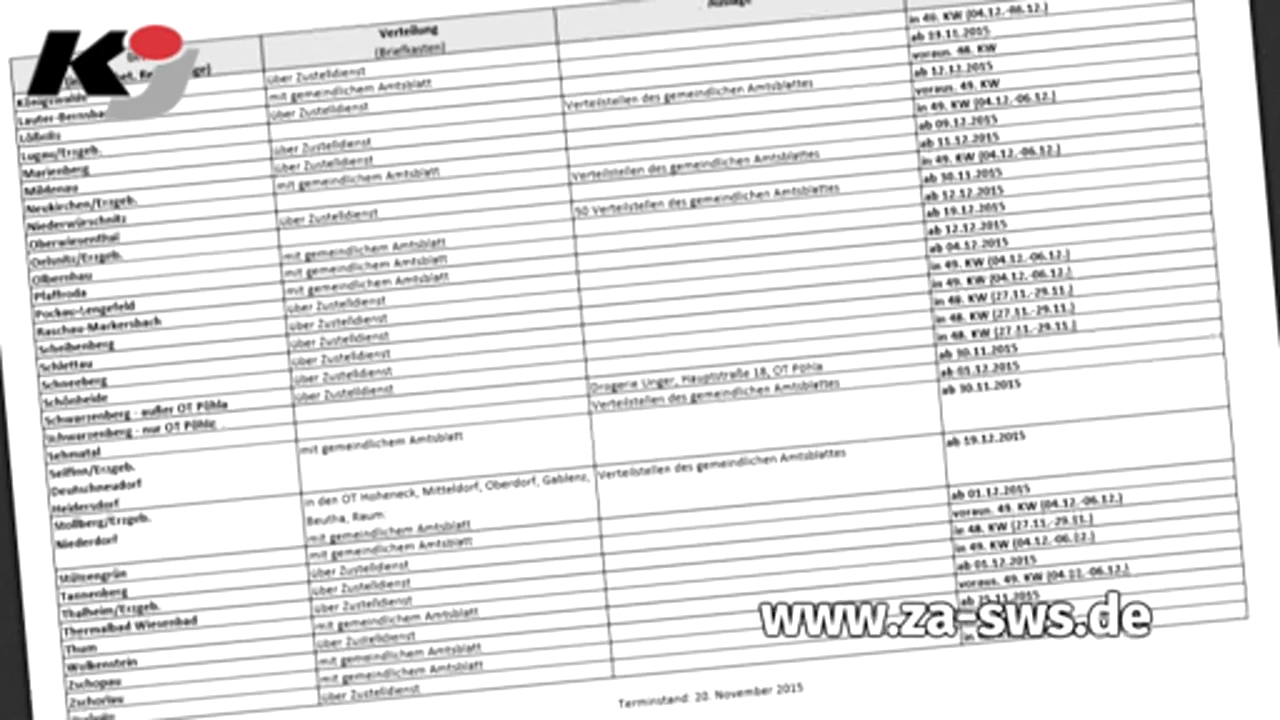 KJ
Verteilung
(Briefkasten)
Auslage
Königswalde
über Zustelldienst
in 49. KW (04.12.-06.12.)
Lauter-Bernsbach
mit gemeindlichem Amtsblatt
ab 19.11.2015
Lößnitz
über Zustelldienst
voraus. 48. KW
Lugau/Erzgeb.
Verteilstellen des gemeindlichen Amtsblattes
ab 12.12.2015
Marienberg
über Zustelldienst
voraus. 49. KW
Mildenau
über Zustelldienst
in 49. KW (04.12.-06.12.)
Neukirchen/Erzgeb.
mit gemeindlichem Amtsblatt
ab 09.12.2015
Niederwürschnitz
Verteilstellen des gemeindlichen Amtsblattes
ab 11.12.2015
Oberwiesenthal
über Zustelldienst
in 49. KW (04.12.-06.12.)
Oelsnitz/Erzgeb.
50 Verteilstellen des gemeindlichen Amtsblattes
ab 30.11.2015
Olbernhau
mit gemeindlichem Amtsblatt
ab 12.12.2015
Pfaffroda
mit gemeindlichem Amtsblatt
ab 19.12.2015
Pockau-Lengefeld
mit gemeindlichem Amtsblatt
ab 12.12.2015
Raschau-Markersbach
über Zustelldienst
ab 04.12.2015
Scheibenberg
über Zustelldienst
in 49. KW (04.12.-06.12.)
Schlettau
über Zustelldienst
in 49. KW (04.12.-06.12.)
Schneeberg
über Zustelldienst
in 48. KW (27.11.-29.11.)
Schönheide
über Zustelldienst
in 48. KW (27.11.-29.11.)
Schwarzenberg - außer OT Pöhla
über Zustelldienst
in 48. KW (27.11.-29.11.)
Schwarzenberg - nur OT Pöhla
Drogerie Unger, Hauptstraße 18, OT Pöhla
ab 30.11.2015
Sehmatal
Verteilstellen des gemeindlichen Amtsblattes
ab 01.12.2015
Seiffen/Erzgeb.
Deutschneudorf
Heidersdorf
mit gemeindlichem Amtsblatt
ab 30.11.2015
Stollberg/Erzgeb.
Niederdorf
in den OT Hoheneck, Mitteldorf, Oberdorf, Gablenz,
Beutha, Raum
Verteilstellen des gemeindlichen Amtsblattes
ab 19.12.2015
Stützengrün
mit gemeindlichem Amtsblatt
ab 01.12.2015
Tannenberg
mit gemeindlichem Amtsblatt
voraus. 49. KW (04.12.-06.12.)
Thalheim/Erzgeb.
über Zustelldienst
in 48. KW (27.11.-29.11.)
Thermalbad Wiesenbad
über Zustelldienst
in 49. KW (04.12.-06.12.)
Thum
über Zustelldienst
ab 01.12.2015
Wolkenstein
mit gemeindlichem Amtsblatt
voraus. 49. KW (04.12.-06.12.)
Zschopau
über Zustelldienst
ab 25.11.2015
Zschorlau
mit gemeindlichem Amtsblatt
mit gemeindlichem Amtsblatt
in
über Zustelldienst
www.za-sws.de
Terminstand: 20. November 2015